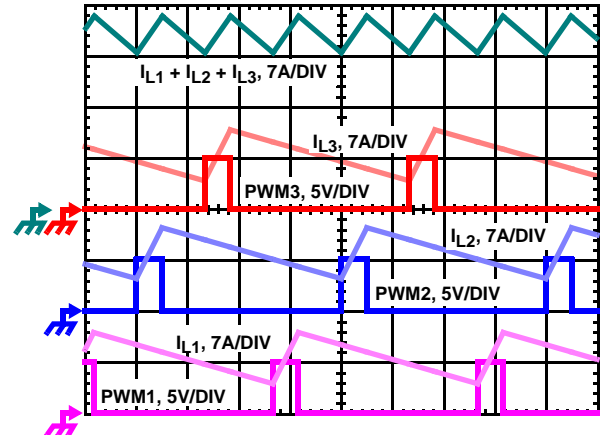 IL1 + IL2 + IL3, 7A/DIV
IL3, 7A/DIV
PWM3, 5V/DIV
IL2, 7A/DIV
PWM2, 5V/DIV
IL1, 7A/DIV
PWM1, 5V/DIV